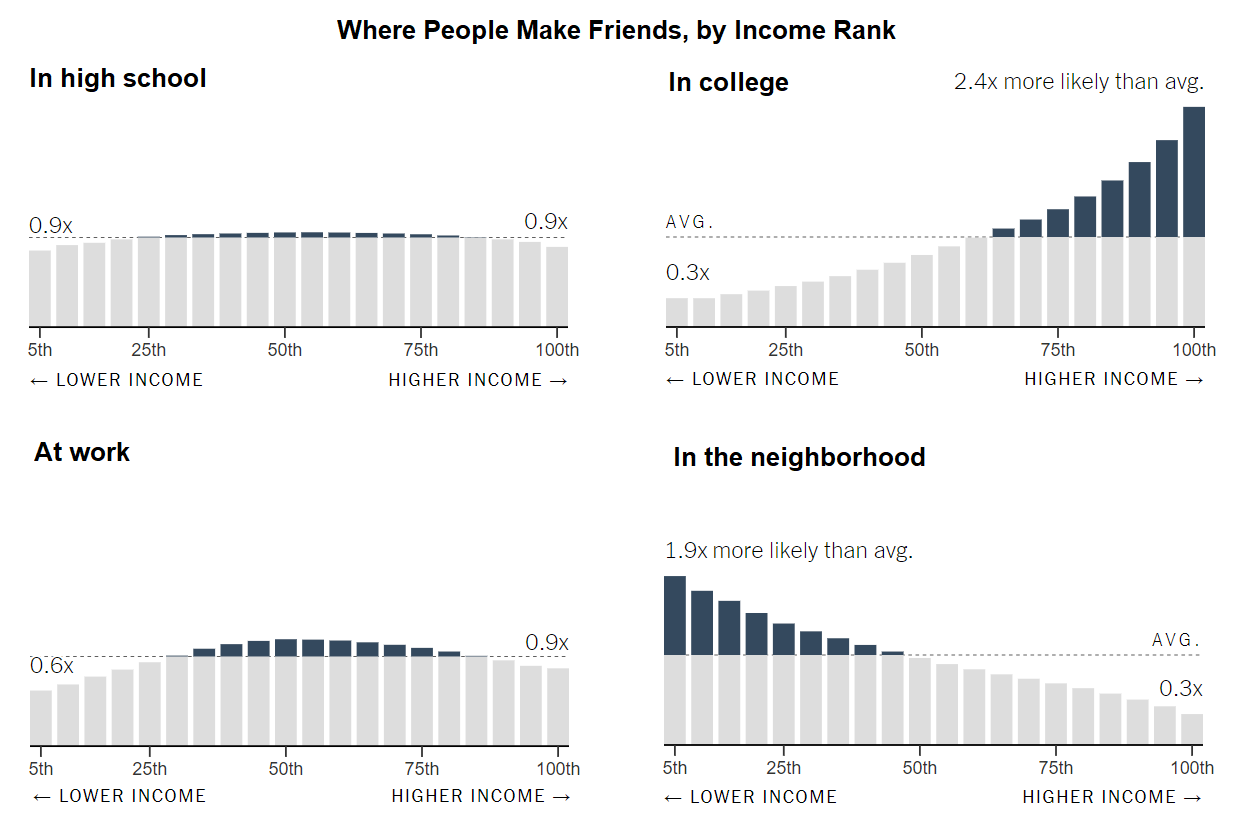 Where People Make Friends, by Income Rank
In high school
0.9x
0.9x
5th 25th 50th 75th 100th
← LOWER INCOME HIGHER INCOME →
In college
2.4x more likely than avg.
AVG.
0.3x
5th 25th 50th 75th 100th
← LOWER INCOME HIGHER INCOME →
At work
0.6x
0.9x
5th 25th 50th 75th 100th
← LOWER INCOME HIGHER INCOME →
In the neighborhood
1.9x more likely than avg.
AVG.
0.3x
5th 25th 50th 75th 100th
← LOWER INCOME HIGHER INCOME →